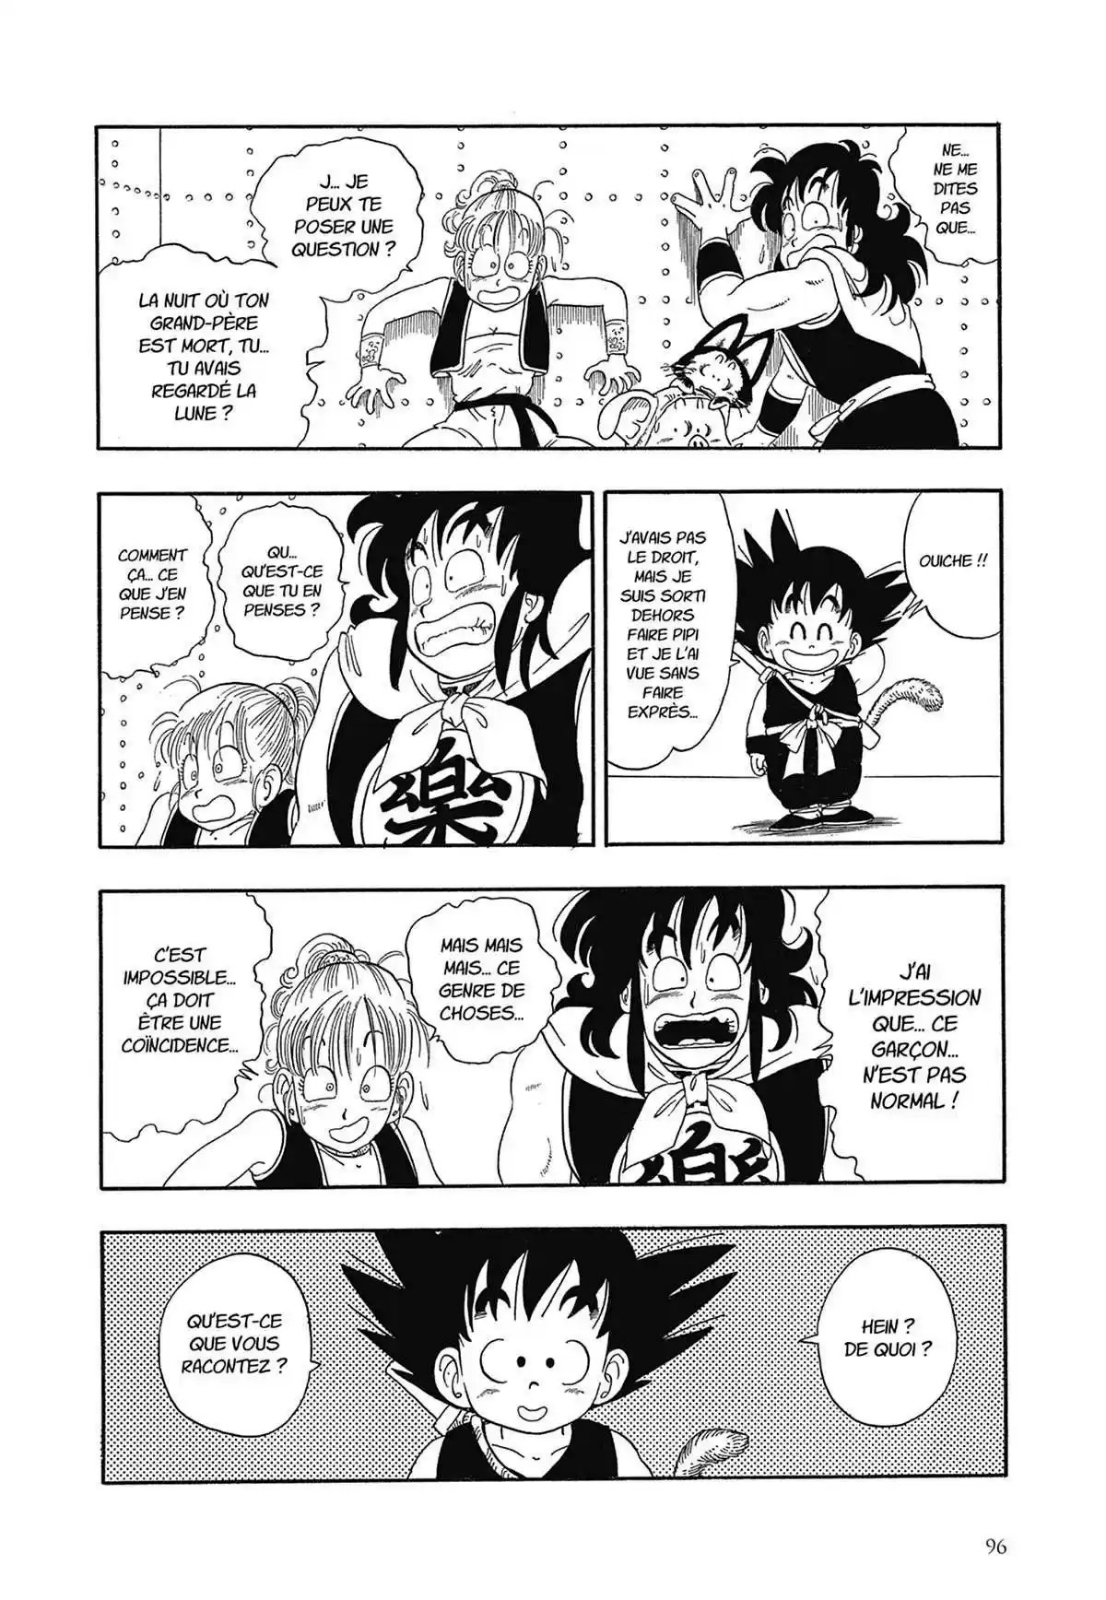 NE...
NE ME
DITES
PAS
QUE...
J... JE
PEUX TE
POSER UNE
QUESTION ?
LA NUIT OÙ TON
GRAND-PÈRE
EST MORT, TU...
TU AVAIS
REGARDÉ LA
LUNE ?
OUICHE !!
J'AVAIS PAS
LE DROIT,
MAIS JE
SUIS SORTI
DEHORS
FAIRE PIPI
ET JE L'AI
VUE SANS
FAIRE
EXPRÈS...
QU...
QU'EST-CE
QUE TU EN
PENSES ?
COMMENT
ÇA... CE
QUE J'EN
PENSE ?
樂
J'AI
L'IMPRESSION
QUE... CE
GARÇON...
N'EST PAS
NORMAL !
MAIS MAIS
MAIS... CE
GENRE DE
CHOSES...
C'EST
IMPOSSIBLE...
ÇA DOIT
ÊTRE UNE
COÏNCIDENCE...
樂
HEIN ?
DE QUOI ?
QU'EST-CE
QUE VOUS
RACONTEZ ?
96